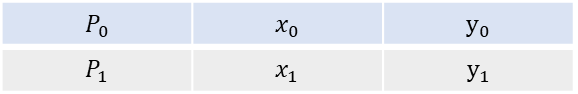 P₀ x₀ y₀
P₁ x₁ y₁